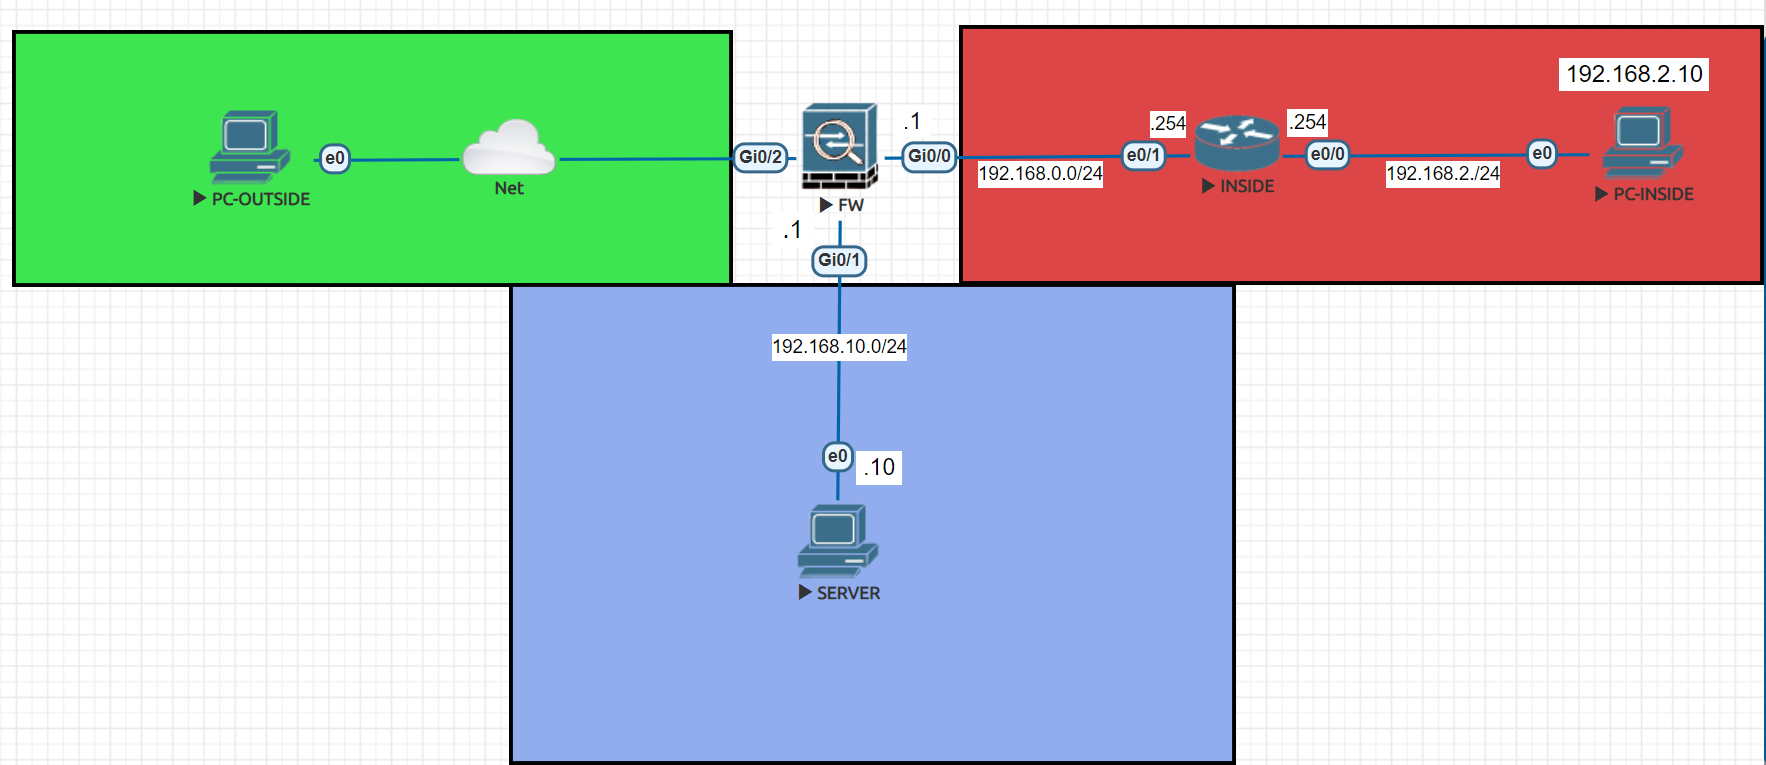 192.168.2.10
.1
.254
.254
e0
Gi0/2
Gi0/0
e0/1
e0/0
e0
192.168.0.0/24
192.168.2./24
Net
PC-OUTSIDE
FW
INSIDE
PC-INSIDE
.1
Gi0/1
192.168.10.0/24
e0
.10
SERVER